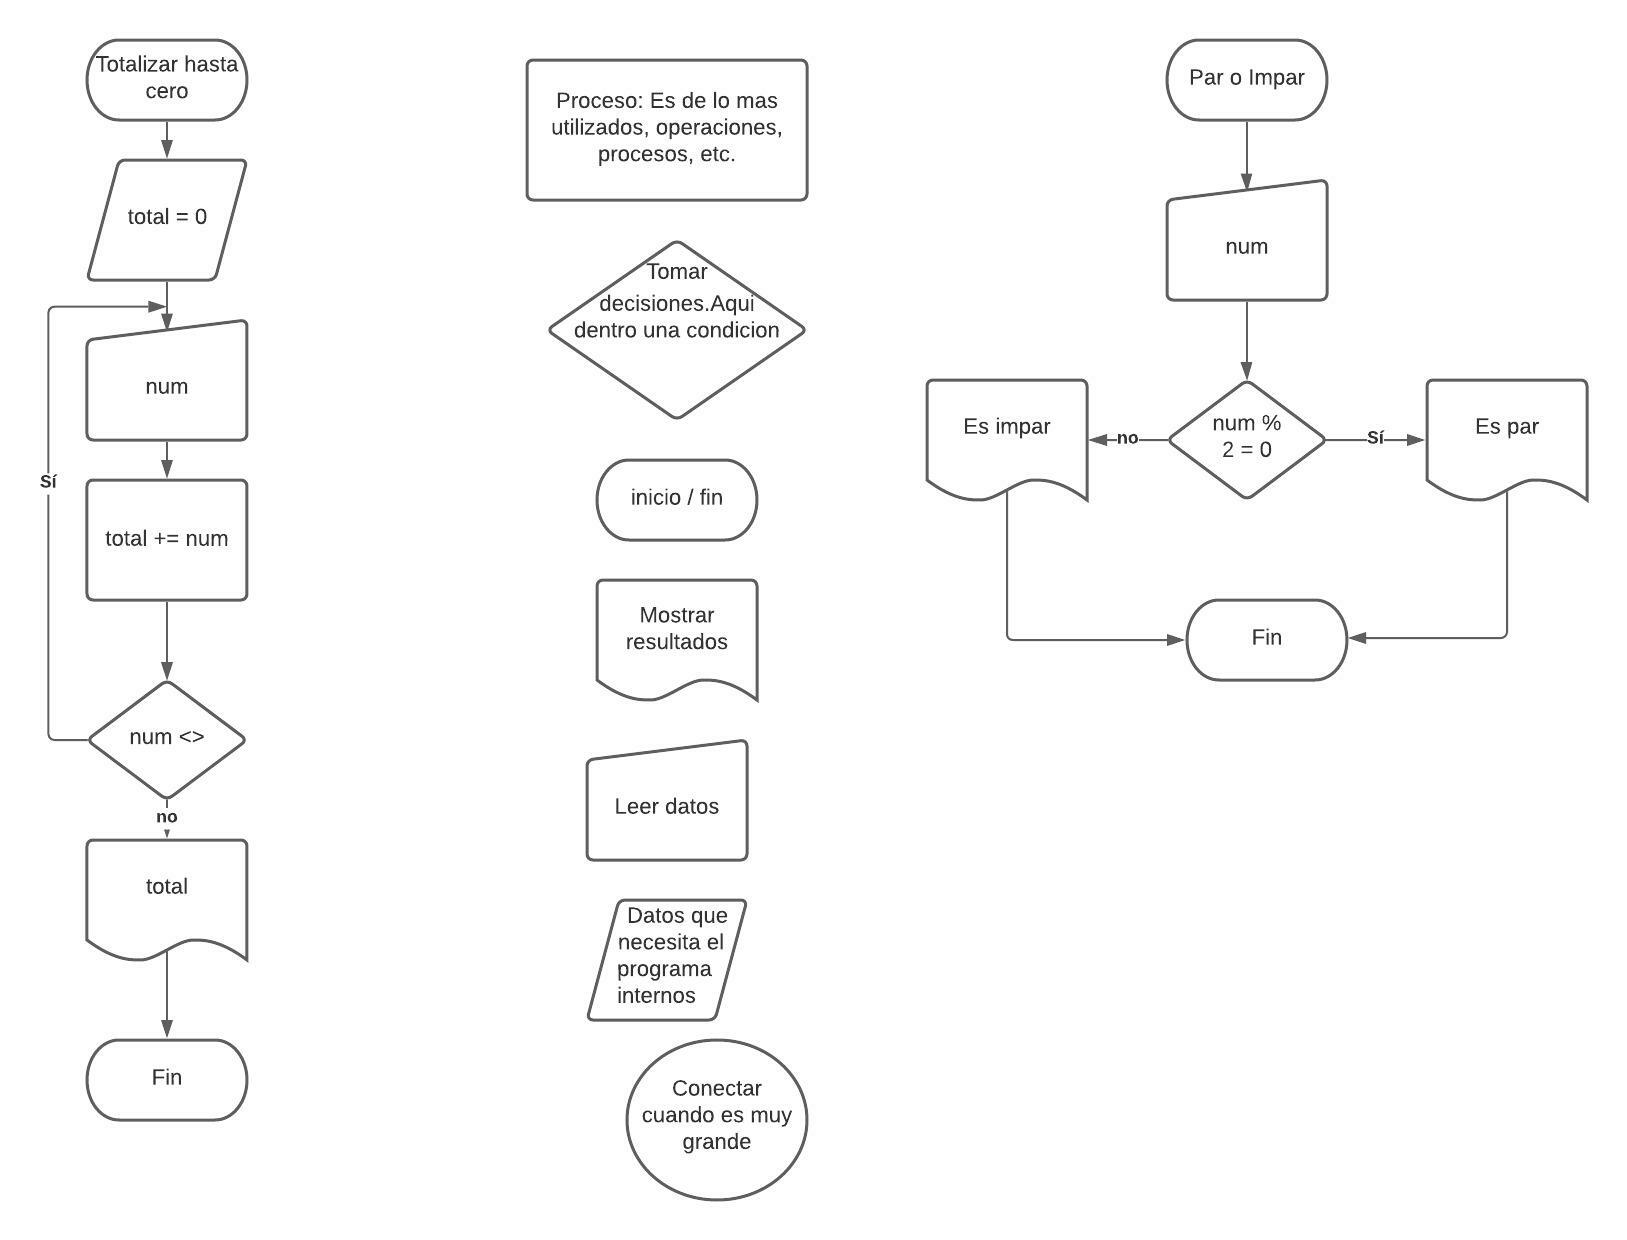 Totalizar hasta
cero
total = 0
num
Sí
total += num
num <>
no
total
Fin
Proceso: Es de lo mas
utilizados, operaciones,
procesos, etc.
Tomar
decisiones.Aqui
dentro una condicion
inicio / fin
Mostrar
resultados
Leer datos
Datos que
necesita el
programa
internos
Conectar
cuando es muy
grande
Par o Impar
num
Es impar
no
num %
2 = 0
Sí
Es par
Fin